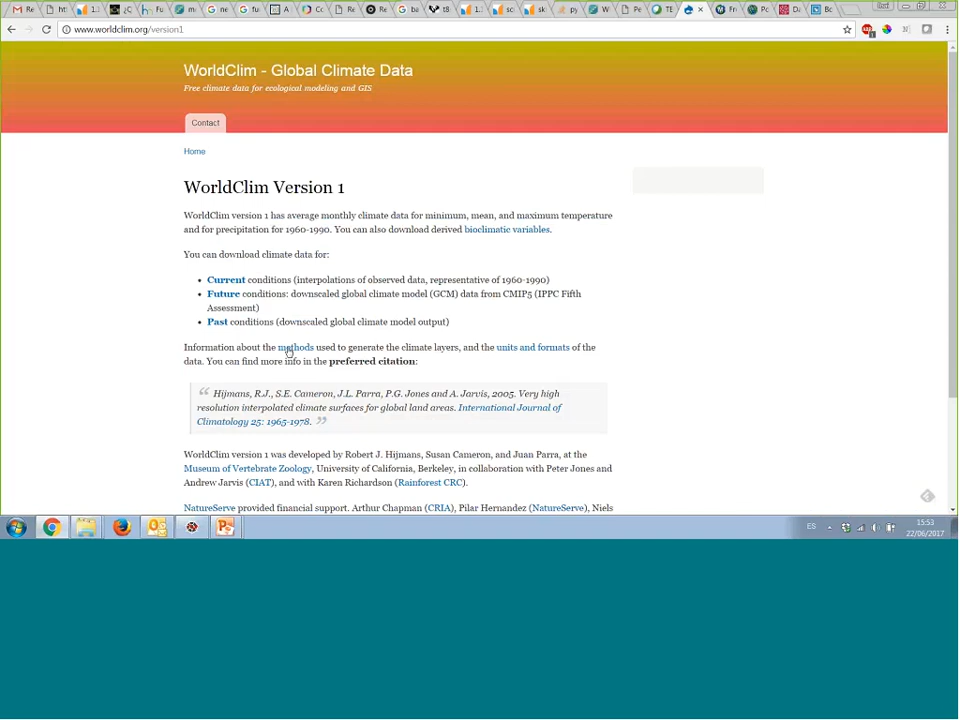 www.worldclim.org/version1
WorldClim - Global Climate Data
Free climate data for ecological modeling and GIS
Contact
Home
WorldClim Version 1
WorldClim version 1 has average monthly climate data for minimum, mean, and maximum temperature
and for precipitation for 1960-1990. You can also download derived bioclimatic variables.
You can download climate data for:
• Current conditions (interpolations of observed data, representative of 1960-1990)
• Future conditions: downscaled global climate model (GCM) data from CMIP5 (IPPC Fifth
Assessment)
• Past conditions (downscaled global climate model output)
Information about the methods used to generate the climate layers, and the units and formats of the
data. You can find more info in the preferred citation:
“ Hijmans, R.J., S.E. Cameron, J.L. Parra, P.G. Jones and A. Jarvis, 2005. Very high
resolution interpolated climate surfaces for global land areas. International Journal of
Climatology 25: 1965-1978. ”
WorldClim version 1 was developed by Robert J. Hijmans, Susan Cameron, and Juan Parra, at the
Museum of Vertebrate Zoology, University of California, Berkeley, in collaboration with Peter Jones and
Andrew Jarvis (CIAT), and with Karen Richardson (Rainforest CRC).
NatureServe provided financial support. Arthur Chapman (CRIA), Pilar Hernandez (NatureServe), Niels
ES
15:53
22/06/2017